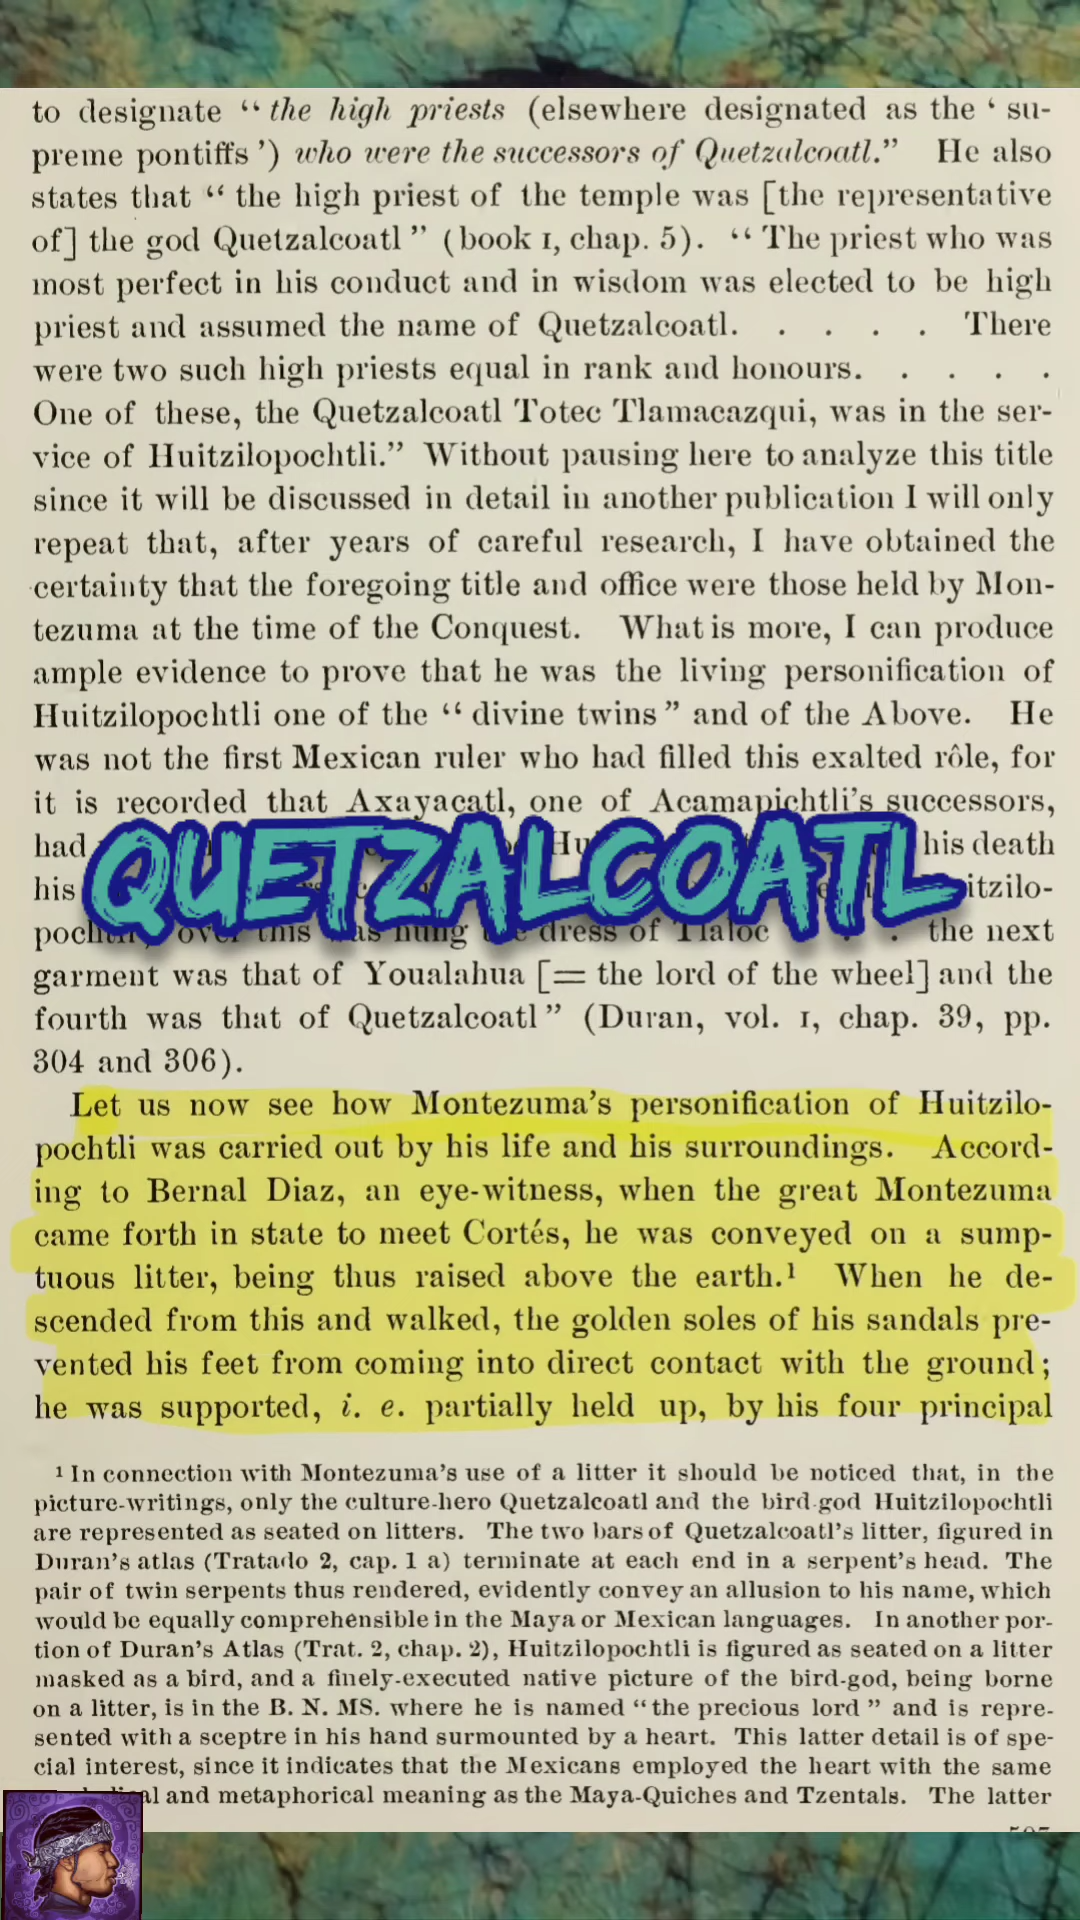 to designate “ the high priests (elsewhere designated as the ‘ su-
preme pontiffs ’) who were the successors of Quetzalcoatl.” He also
states that “ the high priest of the temple was [the representative
of] the god Quetzalcoatl ” (book I, chap. 5). “ The priest who was
most perfect in his conduct and in wisdom was elected to be high
priest and assumed the name of Quetzalcoatl. . . . . There
were two such high priests equal in rank and honours. . . . .
One of these, the Quetzalcoatl Totec Tlamacazqui, was in the ser-
vice of Huitzilopochtli.” Without pausing here to analyze this title
since it will be discussed in detail in another publication I will only
repeat that, after years of careful research, I have obtained the
certainty that the foregoing title and office were those held by Mon-
tezuma at the time of the Conquest. What is more, I can produce
ample evidence to prove that he was the living personification of
Huitzilopochtli one of the “ divine twins ” and of the Above. He
was not the first Mexican ruler who had filled this exalted rôle, for
it is recorded that Axayacatl, one of Acamapichtli’s successors,
had his death
QUETZALCOATL
his itzilo-
over this was hung the dress of Tlaloc . . the next
garment was that of Youalahua [= the lord of the wheel] and the
fourth was that of Quetzalcoatl ” (Duran, vol. I, chap. 39, pp.
304 and 306).
Let us now see how Montezuma’s personification of Huitzilo-
pochtli was carried out by his life and his surroundings. Accord-
ing to Bernal Diaz, an eye-witness, when the great Montezuma
came forth in state to meet Cortés, he was conveyed on a sump-
tuous litter, being thus raised above the earth.¹ When he de-
scended from this and walked, the golden soles of his sandals pre-
vented his feet from coming into direct contact with the ground ;
he was supported, i. e. partially held up, by his four principal
¹ In connection with Montezuma’s use of a litter it should be noticed that, in the
picture-writings, only the culture-hero Quetzalcoatl and the bird-god Huitzilopochtli
are represented as seated on litters. The two bars of Quetzalcoatl’s litter, figured in
Duran’s atlas (Tratado 2, cap. 1 a) terminate at each end in a serpent’s head. The
pair of twin serpents thus rendered, evidently convey an allusion to his name, which
would be equally comprehensible in the Maya or Mexican languages. In another por-
tion of Duran’s Atlas (Trat. 2, chap. 2), Huitzilopochtli is figured as seated on a litter
masked as a bird, and a finely-executed native picture of the bird-god, being borne
on a litter, is in the B. N. MS. where he is named “ the precious lord ” and is repre-
sented with a sceptre in his hand surmounted by a heart. This latter detail is of spe-
cial interest, since it indicates that the Mexicans employed the heart with the same
and metaphorical meaning as the Maya-Quiches and Tzentals. The latter